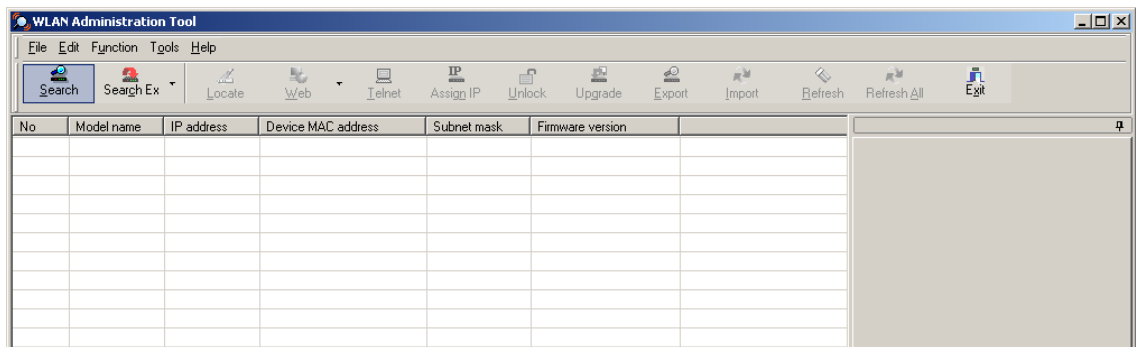 WLAN Administration Tool
File Edit Function Tools Help
IP
Search Search Ex Locate Web Telnet Assign IP Unlock Upgrade Export Import Refresh Refresh All Exit
No Model name IP address Device MAC address Subnet mask Firmware version